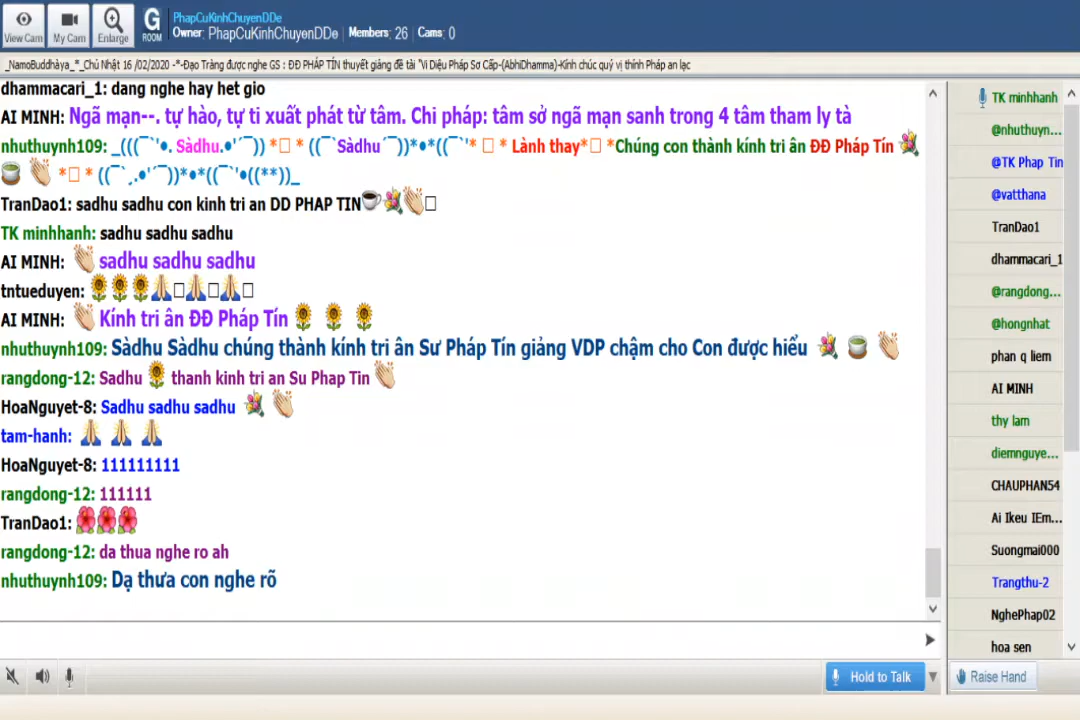 PhapCuKinhChuyenDDe
View Cam
My Cam
Enlarge
G
ROOM
Owner: PhapCuKinhChuyenDDe Members: 26 Cams: 0
_NamoBuddhàya_*_Chủ Nhật 16 /02/2020 -*-Đạo Tràng được nghe GS : ĐĐ PHÁP TÍN thuyết giảng đề tài "Vi Diệu Pháp Sơ Cấp-(AbhiDhamma)-Kính chúc quý vị thính Pháp an lạc
dhammacari_1: dang nghe hay het gio
AI MINH: Ngã mạn--. tự hào, tự ti xuất phát từ tâm. Chi pháp: tâm sở ngã mạn sanh trong 4 tâm tham ly tà
nhuthuynh109: _(((¯`'•. Sàdhu.•'´¯)) *▯ * ((¯`Sàdhu´¯))*•*((¯`'* ▯ * Lành thay*▯ *Chúng con thành kính tri ân ĐĐ Pháp Tín 💐
🍵 👏 *▯ * ((¯`¸.•'´¯))*•*((¯`'•((**))_
TranDao1: sadhu sadhu con kinh tri an DD PHAP TIN☕💐👏▯
TK minhhanh: sadhu sadhu sadhu
AI MINH: 👏 sadhu sadhu sadhu
tntueduyen: 🌻🌻🌻🙏▯🙏▯🙏▯
AI MINH: 👏 Kính tri ân ĐĐ Pháp Tín 🌻 🌻 🌻
nhuthuynh109: Sàdhu Sàdhu chúng thành kính tri ân Sư Pháp Tín giảng VDP chậm cho Con được hiểu 💐 🍵 👏
rangdong-12: Sadhu 🌻 thanh kinh tri an Su Phap Tin 👏
HoaNguyet-8: Sadhu sadhu sadhu 💐 👏
tam-hanh: 🙏 🙏 🙏
HoaNguyet-8: 111111111
rangdong-12: 111111
TranDao1: 🌺🌺🌺
rangdong-12: da thua nghe ro ah
nhuthuynh109: Dạ thưa con nghe rõ
TK minhhanh
@nhuthuyn...
@TK Phap Tin
@vatthana
TranDao1
dhammacari_1
@rangdong...
@hongnhat
phan q liem
AI MINH
thy lam
diemnguye...
CHAUPHAN54
Ai Ikeu IEm...
Suongmai000
Trangthu-2
NghePhap02
hoa sen
Hold to Talk
Raise Hand